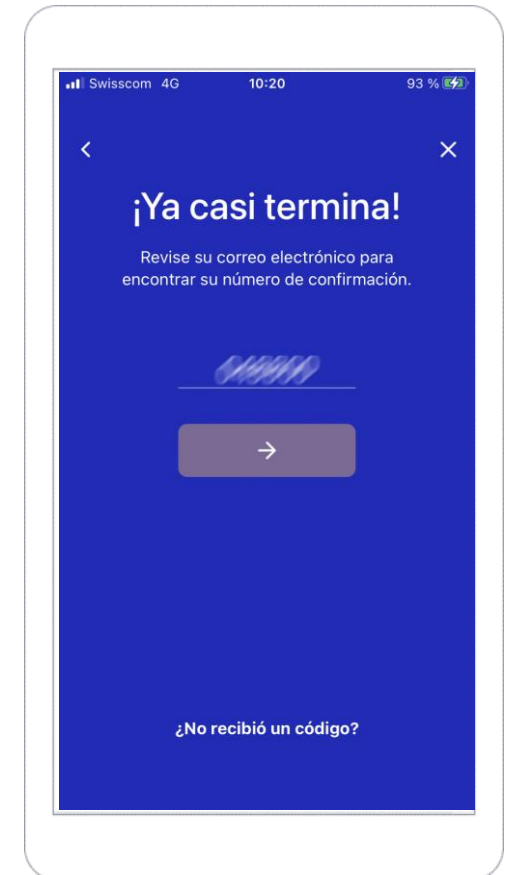 Swisscom 4G 10:20 93 %
¡Ya casi termina!
Revise su correo electrónico para
encontrar su número de confirmación.
¿No recibió un código?